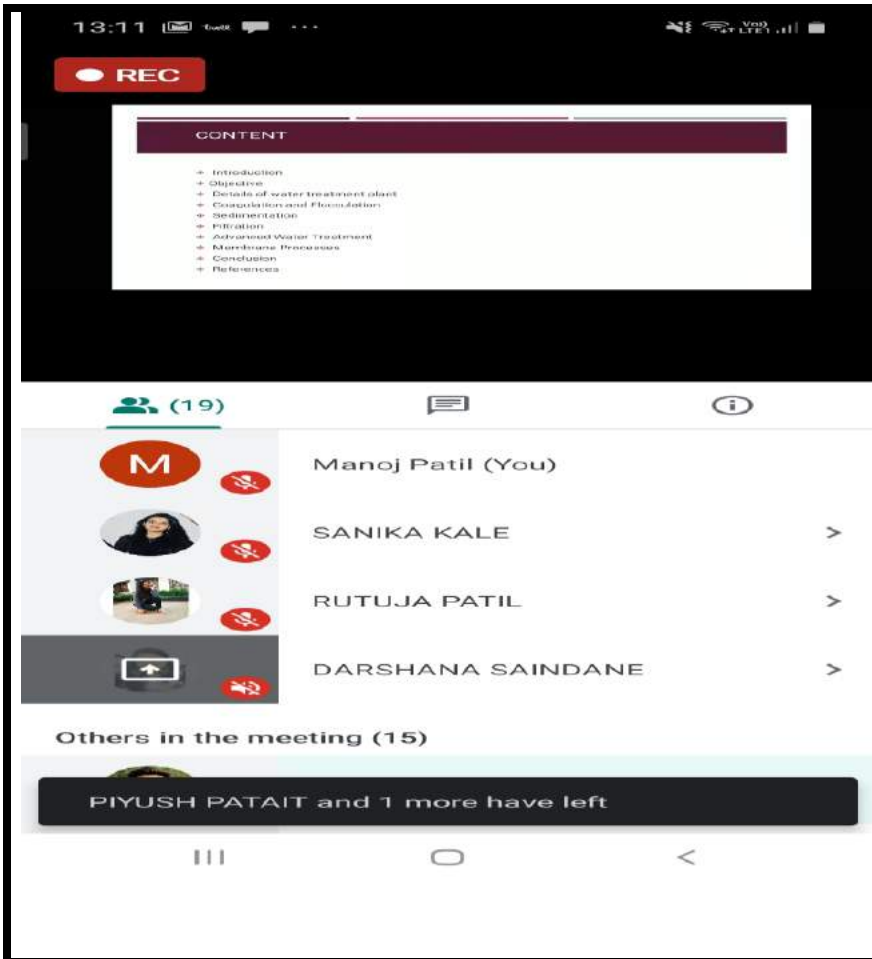 13:11
REC
CONTENT
Introduction
Objective
Details of water treatment plant
Coagulation and Flocculation
Sedimentation
Filtration
Advanced Water Treatment
Membrane Processes
Conclusion
References
(19)
M
Manoj Patil (You)
SANIKA KALE
RUTUJA PATIL
DARSHANA SAINDANE
Others in the meeting (15)
PIYUSH PATAIT and 1 more have left